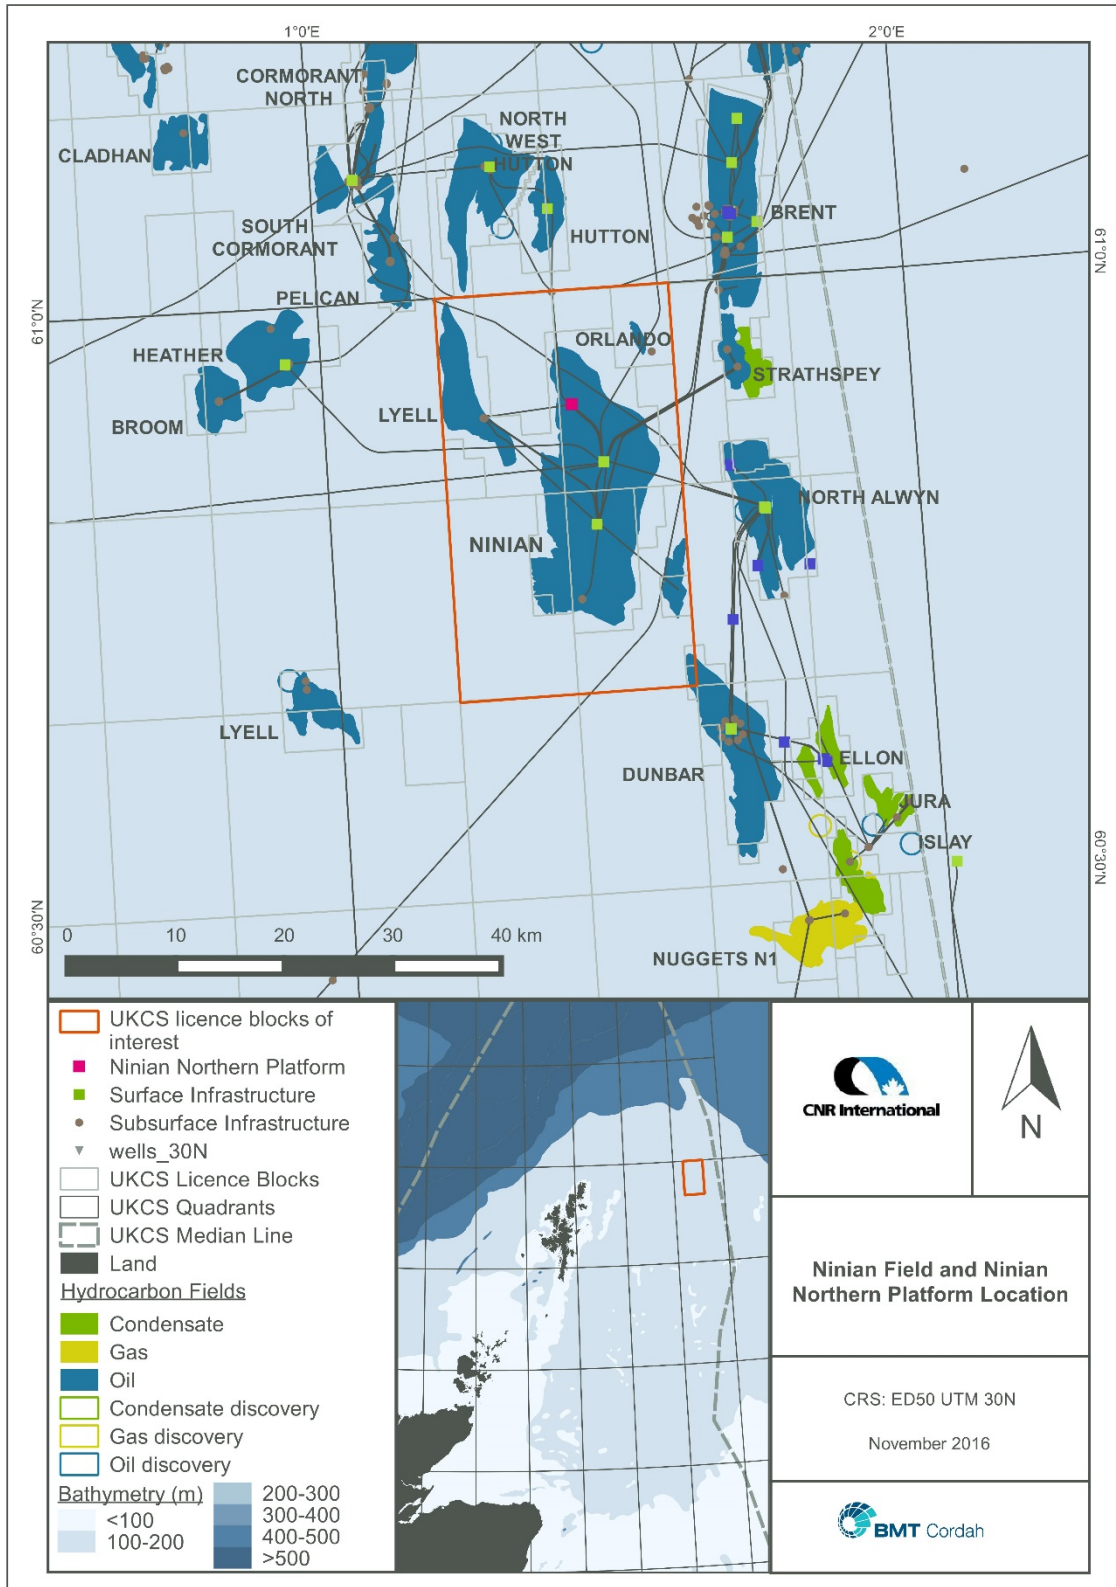 1°0'E
2°0'E
CORMORANT
NORTH
NORTH
WEST
HUTTON
CLADHAN
BRENT
SOUTH
CORMORANT
HUTTON
61°0'N
61°0'N
PELICAN
HEATHER
ORLANDO
STRATHSPEY
BROOM
LYELL
NORTH ALWYN
NINIAN
LYELL
DUNBAR
ELLON
JURA
ISLAY
60°30'N
60°30'N
0 10 20 30 40 km
NUGGETS N1
UKCS licence blocks of
interest
Ninian Northern Platform
Surface Infrastructure
Subsurface Infrastructure
wells_30N
UKCS Licence Blocks
UKCS Quadrants
UKCS Median Line
Land
Hydrocarbon Fields
Condensate
Gas
Oil
Condensate discovery
Gas discovery
Oil discovery
Bathymetry (m)
<100
100-200
200-300
300-400
400-500
>500
CNR International
N
Ninian Field and Ninian
Northern Platform Location
CRS: ED50 UTM 30N
November 2016
BMT Cordah